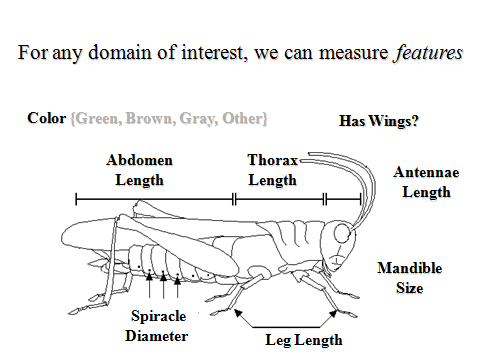 For any domain of interest, we can measure features
Color {Green, Brown, Gray, Other}
Has Wings?
Abdomen
Length
Thorax
Length
Antennae
Length
Mandible
Size
Spiracle
Diameter
Leg Length